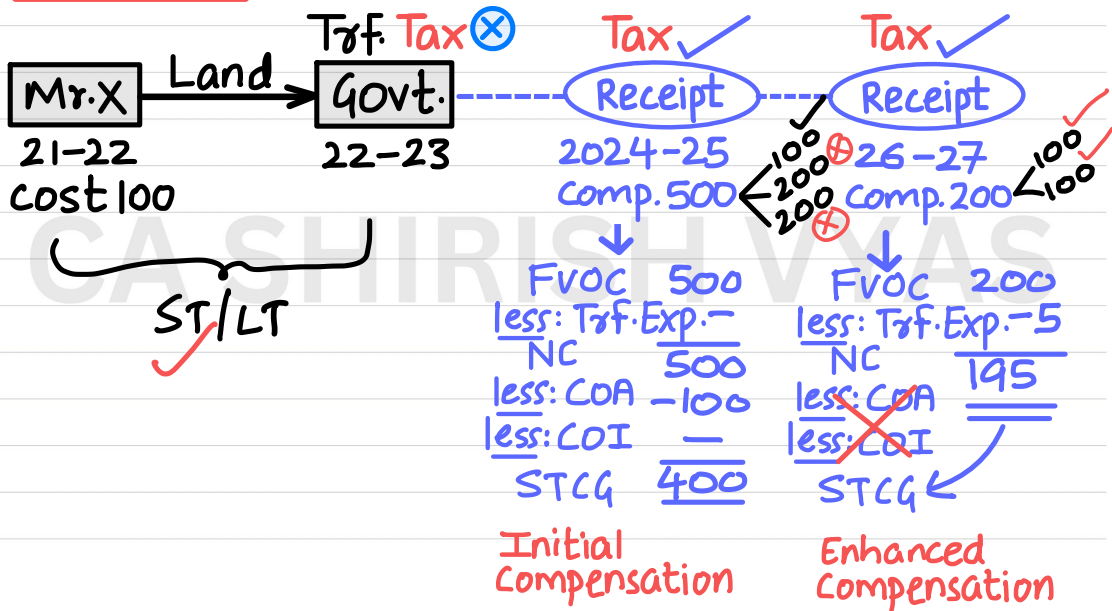 Trf. Tax ⊗
Tax ✓
Tax ✓
Mr.X
Land
Govt.
Receipt
Receipt
21-22
22-23
2024-25
100
200 ⊕
200 ⊕
26-27
100
100
cost 100
Comp. 500
Comp. 200
CA SHIRISH VYAS
ST/LT
FVOC 500
less: Trf. Exp. -
NC 500
less: COA -100
less: COI —
STCG 400
Initial
Compensation
FVOC 200
less: Trf. Exp. -5
NC 195
less: COA
less: COI
STCG
Enhanced
Compensation